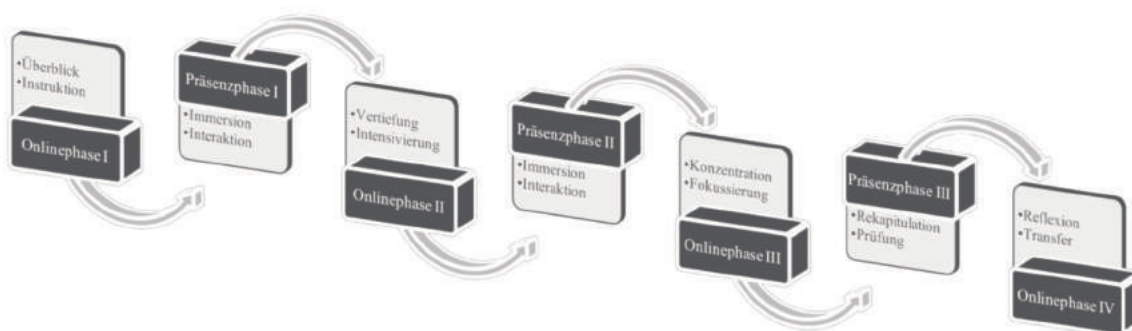 •Überblick
•Instruktion
Onlinephase I
Präsenzphase I
•Immersion
•Interaktion
•Vertiefung
•Intensivierung
Onlinephase II
Präsenzphase II
•Immersion
•Interaktion
•Konzentration
•Fokussierung
Onlinephase III
Präsenzphase III
•Rekapitulation
•Prüfung
•Reflexion
•Transfer
Onlinephase IV